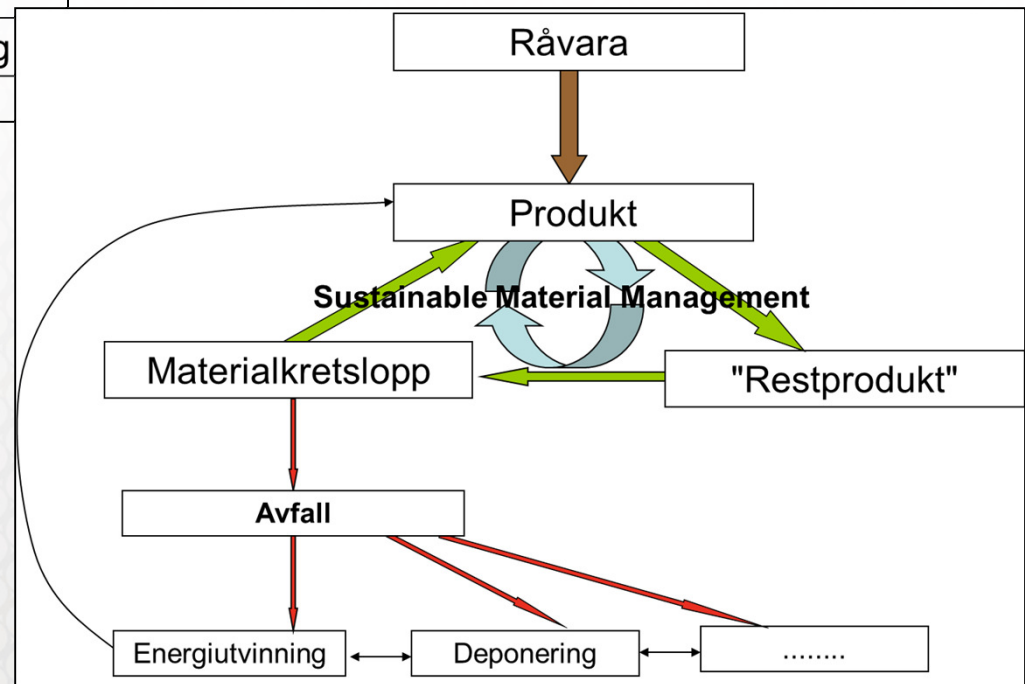 g
Råvara
Produkt
Sustainable Material Management
Materialkretslopp
"Restprodukt"
Avfall
Energiutvinning
Deponering
........